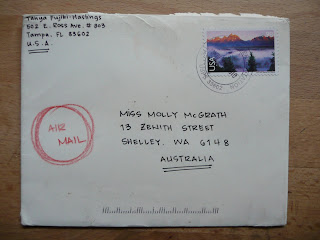 Tanya Fujiki-Hastings
502 E. Ross Ave. # 303
Tampa, FL 33602
U.S.A.
USA
AIR
MAIL
MISS MOLLY McGRATH
13 ZENITH STREET
SHELLEY, WA 6148
AUSTRALIA